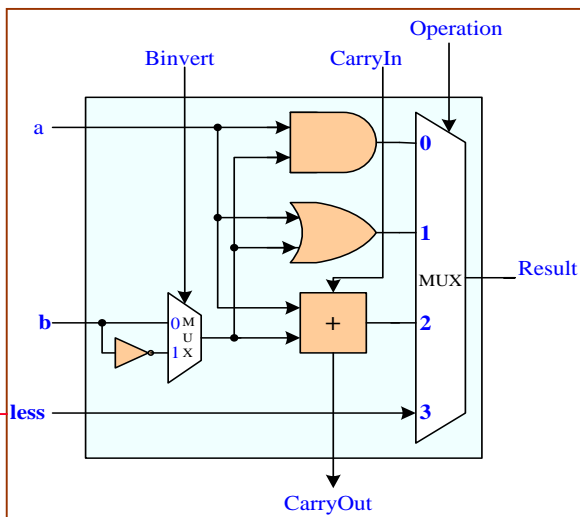 Operation
Binvert
CarryIn
a
0
1
MUX
Result
b
0
M
U
X
1
+
2
less
3
CarryOut